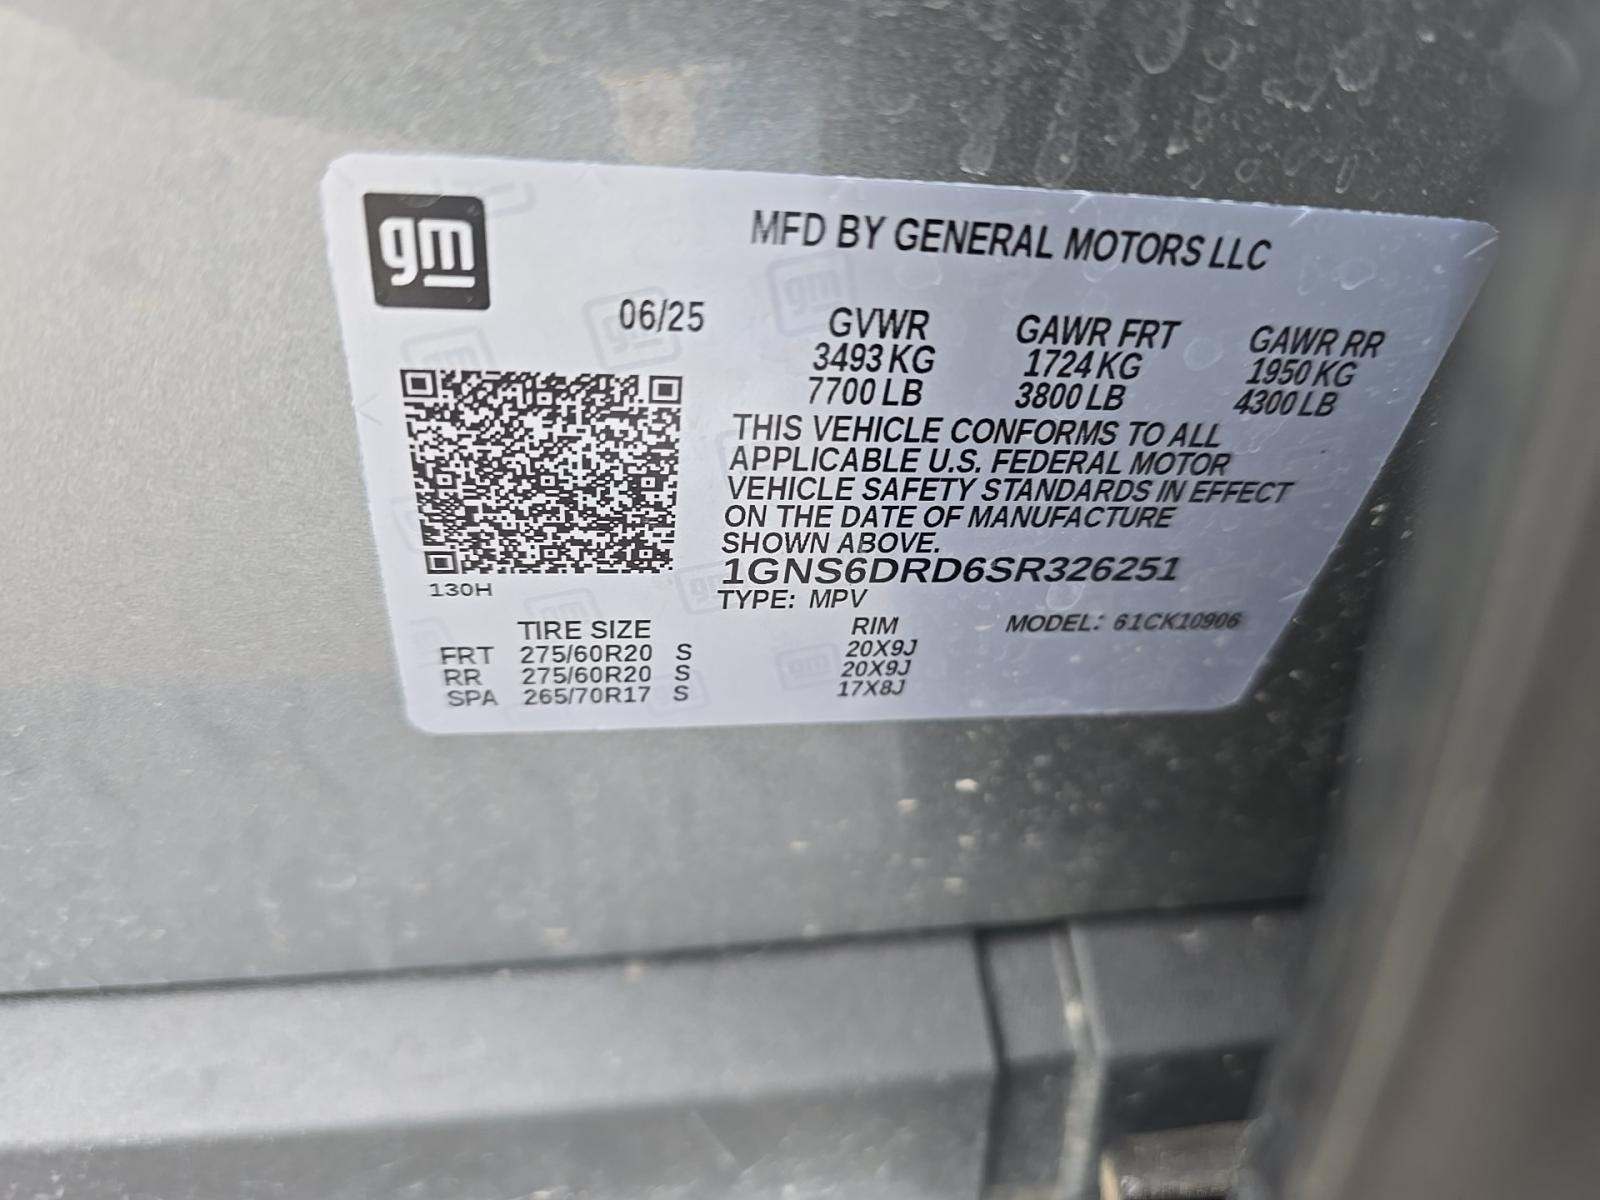 gm
MFD BY GENERAL MOTORS LLC
06/25
GVWR GAWR FRT GAWR RR
3493 KG 1724 KG 1950 KG
7700 LB 3800 LB 4300 LB
THIS VEHICLE CONFORMS TO ALL
APPLICABLE U.S. FEDERAL MOTOR
VEHICLE SAFETY STANDARDS IN EFFECT
ON THE DATE OF MANUFACTURE
SHOWN ABOVE.
1GNS6DRD6SR326251
130H
TYPE: MPV
TIRE SIZE RIM MODEL: 61CK10906
FRT 275/60R20 S 20X9J
RR 275/60R20 S 20X9J
SPA 265/70R17 S 17X8J